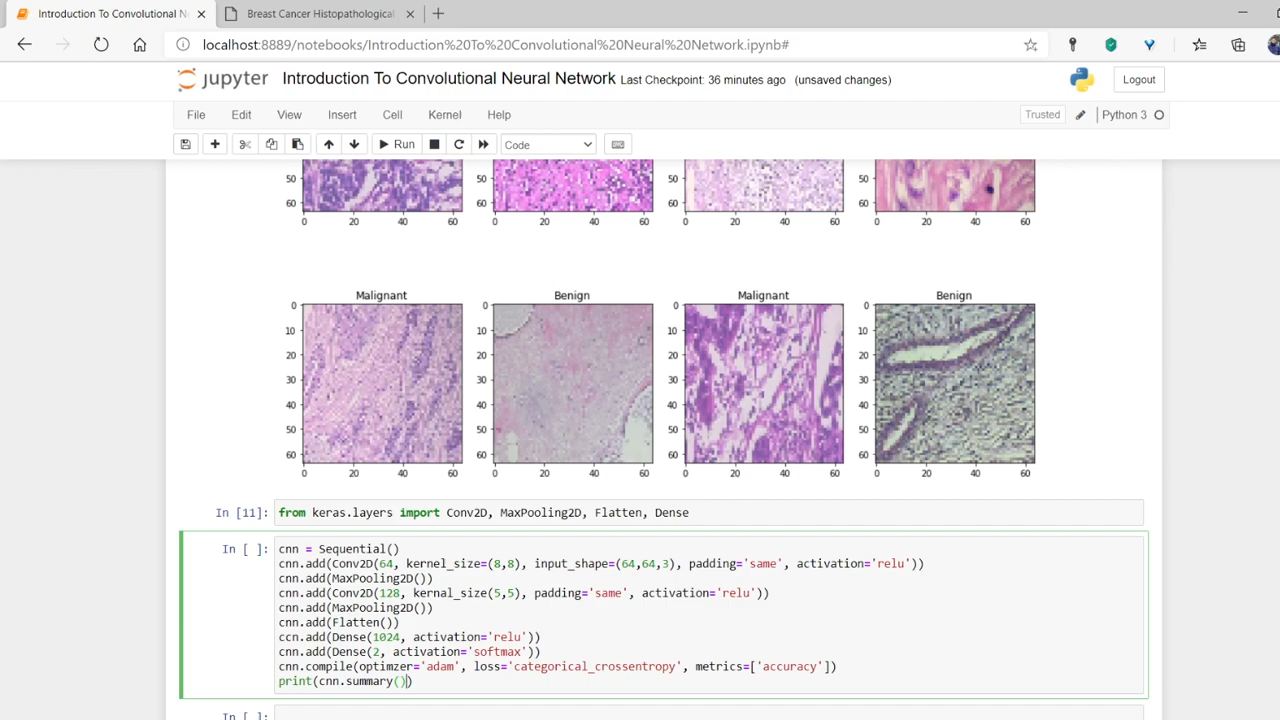 Introduction To Convolutional N
Breast Cancer Histopathological
localhost:8889/notebooks/Introduction%20To%20Convolutional%20Neural%20Network.ipynb#
jupyter Introduction To Convolutional Neural Network Last Checkpoint: 36 minutes ago (unsaved changes) Logout
File Edit View Insert Cell Kernel Help Trusted Python 3
Run Code
50 50 50 50
60 60 60 60
0 20 40 60 0 20 40 60 0 20 40 60 0 20 40 60
Malignant Benign Malignant Benign
0 0 0 0
10 10 10 10
20 20 20 20
30 30 30 30
40 40 40 40
50 50 50 50
60 60 60 60
0 20 40 60 0 20 40 60 0 20 40 60 0 20 40 60
In [11]: from keras.layers import Conv2D, MaxPooling2D, Flatten, Dense
In [ ]: cnn = Sequential()
cnn.add(Conv2D(64, kernel_size=(8,8), input_shape=(64,64,3), padding='same', activation='relu'))
cnn.add(MaxPooling2D())
cnn.add(Conv2D(128, kernal_size(5,5), padding='same', activation='relu'))
cnn.add(MaxPooling2D())
cnn.add(Flatten())
ccn.add(Dense(1024, activation='relu'))
cnn.add(Dense(2, activation='softmax'))
cnn.compile(optimzer='adam', loss='categorical_crossentropy', metrics=['accuracy'])
print(cnn.summary())
In [ ]: